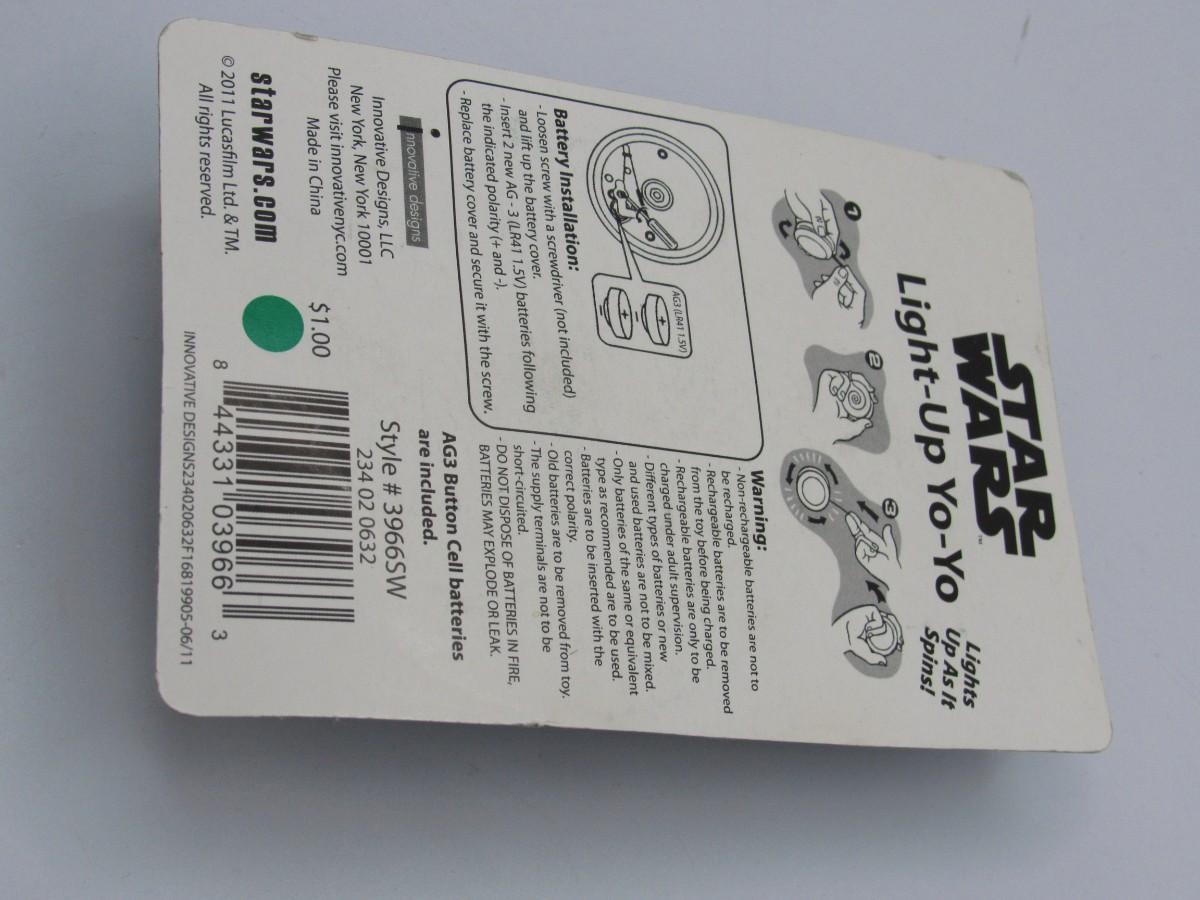 STAR
WARS™
Light-Up Yo-Yo
Lights
Up As It
Spins!
1
2
3
AG3 (LR41 1.5V)
+
+
Battery Installation:
- Loosen screw with a screwdriver (not included)
and lift up the battery cover.
- Insert 2 new AG - 3 (LR41 1.5V) batteries following
the indicated polarity (+ and -).
- Replace battery cover and secure it with the screw.
Warning:
- Non-rechargeable batteries are not to
be recharged.
- Rechargeable batteries are to be removed
from the toy before being charged.
- Rechargeable batteries are only to be
charged under adult supervision.
- Different types of batteries or new
and used batteries are not to be mixed.
- Only batteries of the same or equivalent
type as recommended are to be used.
- Batteries are to be inserted with the
correct polarity.
- Old batteries are to be removed from toy.
- The supply terminals are not to be
short-circuited.
- DO NOT DISPOSE OF BATTERIES IN FIRE,
BATTERIES MAY EXPLODE OR LEAK.
AG3 Button Cell batteries
are included.
innovative designs
Innovative Designs, LLC
New York, New York 10001
Please visit innovativenyc.com
Made in China
starwars.com
© 2011 Lucasfilm Ltd. & TM.
All rights reserved.
$1.00
Style # 3966SW
234 02 0632
8 44331 03966 3
INNOVATIVE DESIGNS234020632F16819905-06/11